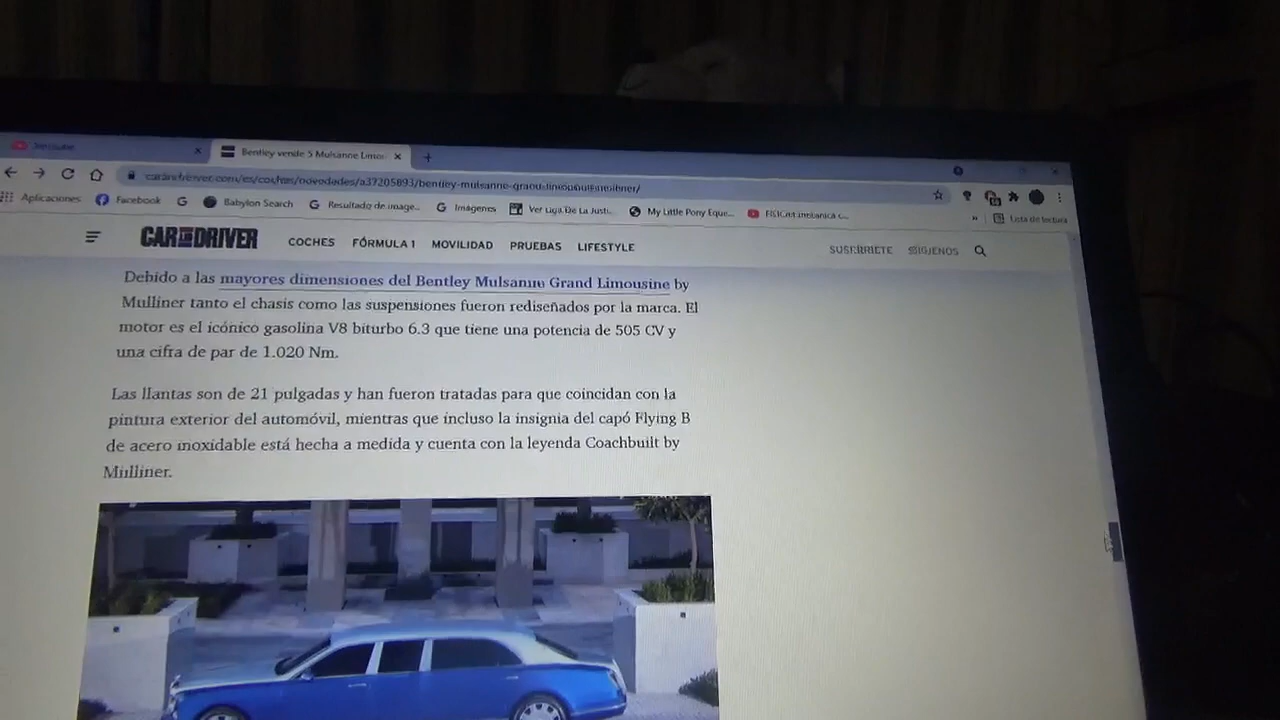 Bentley vende 5 Mulsanne Limo
Aplicaciones
Facebook
Babylon Search
Resultado de image...
Imágenes
Ver Liga De La Justi...
My Little Pony Eque...
Lista de lectura
CAR AND DRIVER
COCHES FÓRMULA 1 MOVILIDAD PRUEBAS LIFESTYLE
SUSCRÍBETE SÍGUENOS
Debido a las mayores dimensiones del Bentley Mulsanne Grand Limousine by
Mulliner tanto el chasis como las suspensiones fueron rediseñados por la marca. El
motor es el icónico gasolina V8 biturbo 6.3 que tiene una potencia de 505 CV y
una cifra de par de 1.020 Nm.
Las llantas son de 21 pulgadas y han fueron tratadas para que coincidan con la
pintura exterior del automóvil, mientras que incluso la insignia del capó Flying B
de acero inoxidable está hecha a medida y cuenta con la leyenda Coachbuilt by
Mulliner.